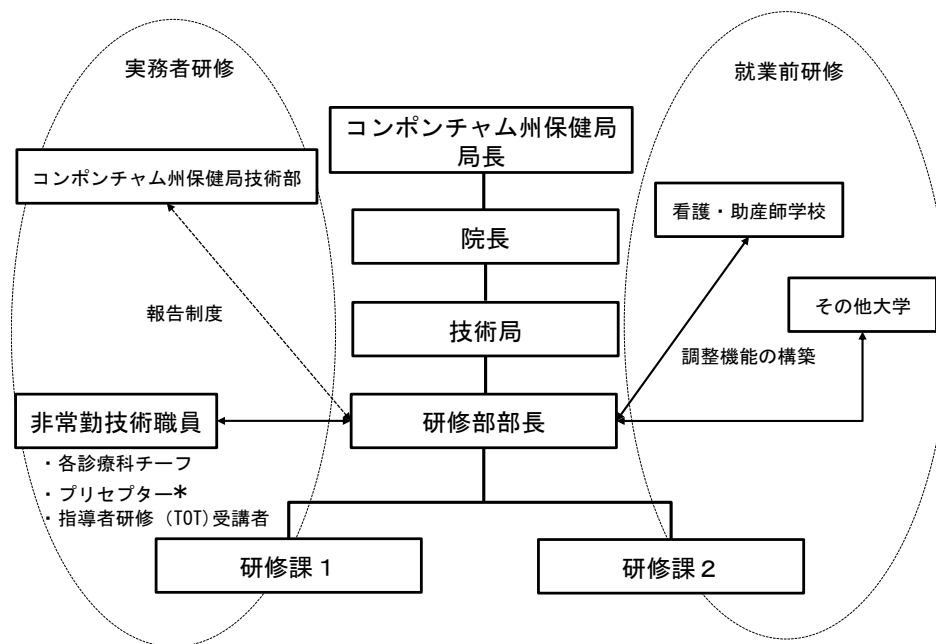 実務者研修
就業前研修
コンポンチャム州保健局
局長
コンポンチャム州保健局技術部
看護・助産師学校
院長
その他大学
報告制度
技術局
調整機能の構築
非常勤技術職員
研修部部長
・各診療科チーフ
・プリセプター*
・指導者研修 (TOT)受講者
研修課1
研修課2